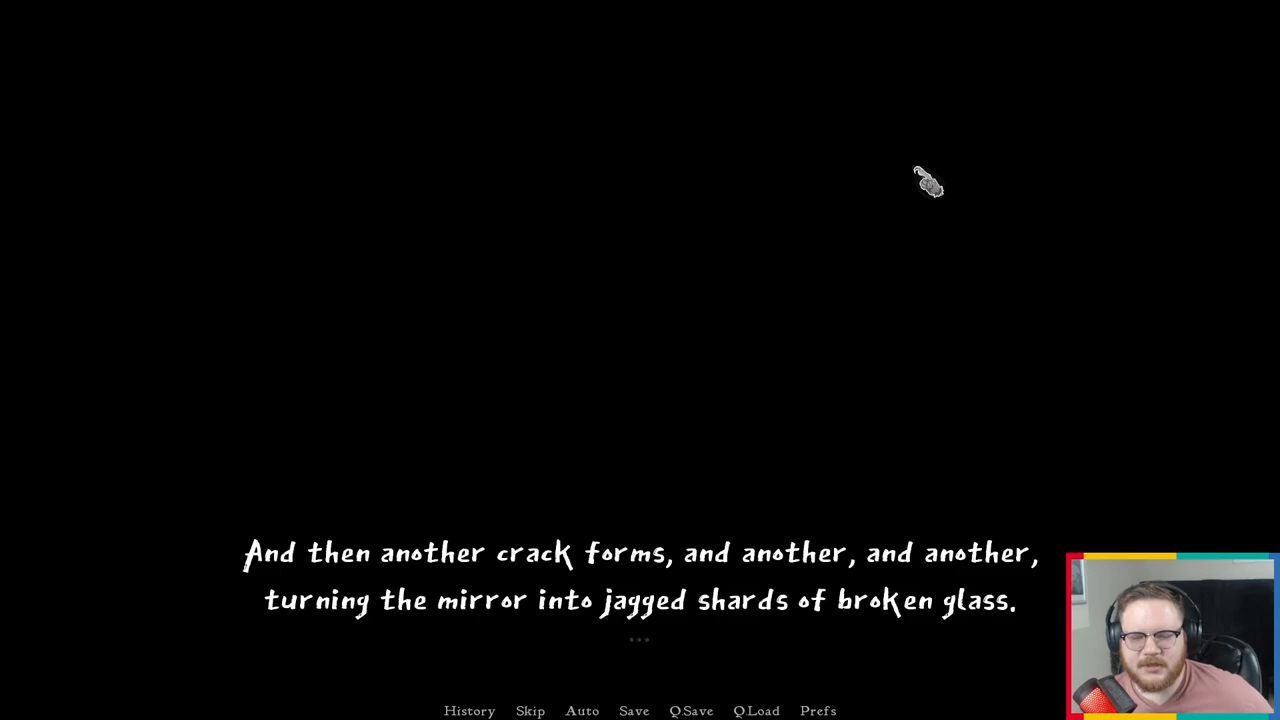 And then another crack forms, and another, and another,
turning the mirror into jagged shards of broken glass.
...
History Skip Auto Save Q.Save Q.Load Prefs